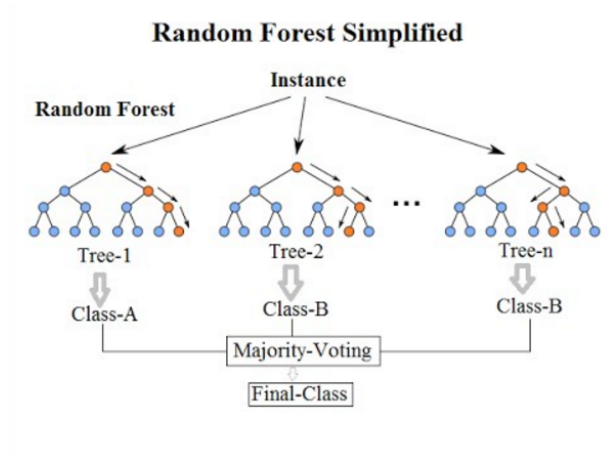 Random Forest Simplified
Instance
Random Forest
...
Tree-1
Tree-2
Tree-n
Class-A
Class-B
Class-B
Majority-Voting
Final-Class